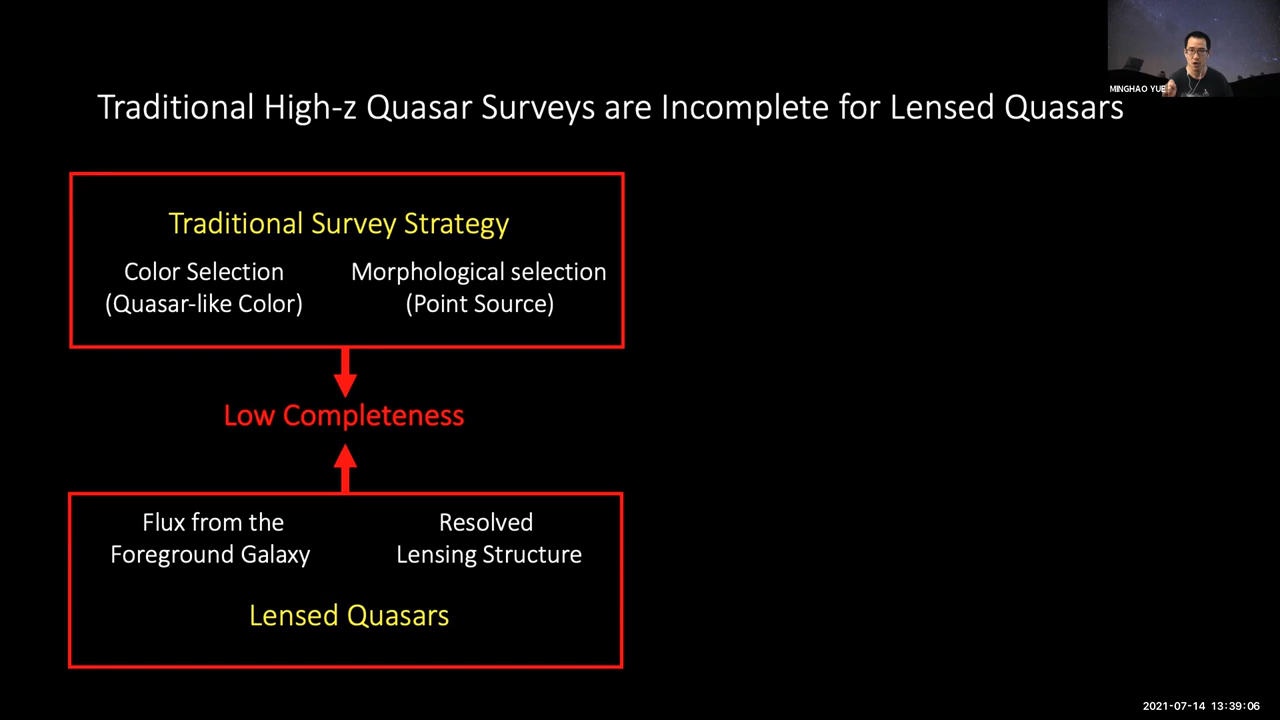 MINGHAO YUE
Traditional High-z Quasar Surveys are Incomplete for Lensed Quasars
Traditional Survey Strategy
Color Selection
(Quasar-like Color)
Morphological selection
(Point Source)
Low Completeness
Flux from the
Foreground Galaxy
Resolved
Lensing Structure
Lensed Quasars
2021-07-14 13:39:06